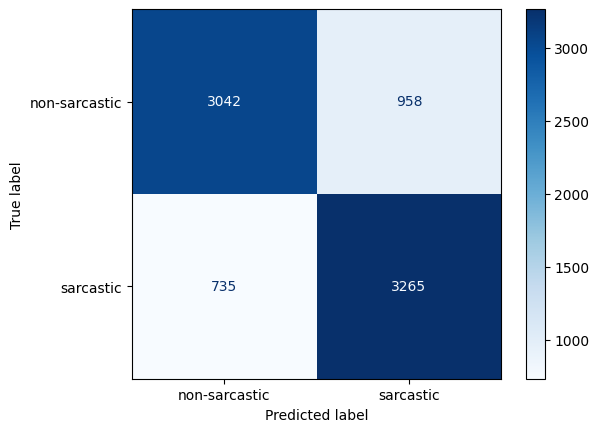 non-sarcastic
sarcastic
True label
3042
958
735
3265
non-sarcastic
sarcastic
Predicted label
3000
2500
2000
1500
1000